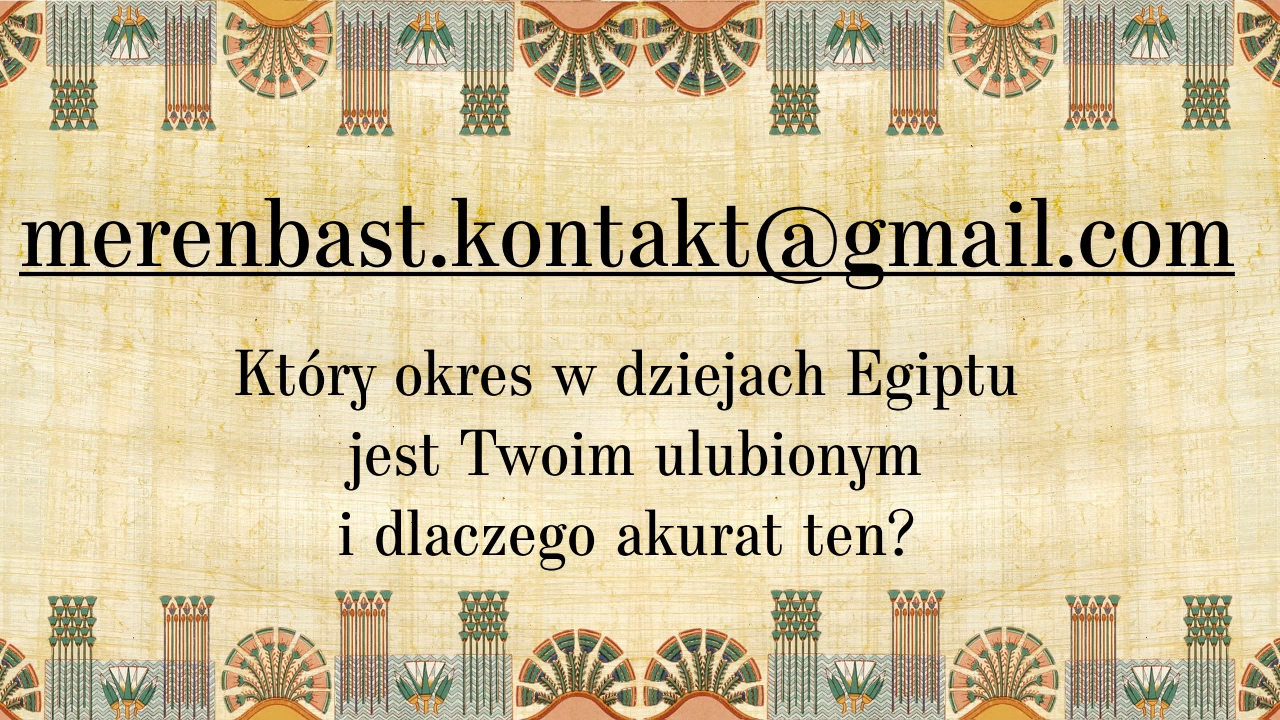 merenbast.kontakt@gmail.com
Który okres w dziejach Egiptu
jest Twoim ulubionym
i dlaczego akurat ten?